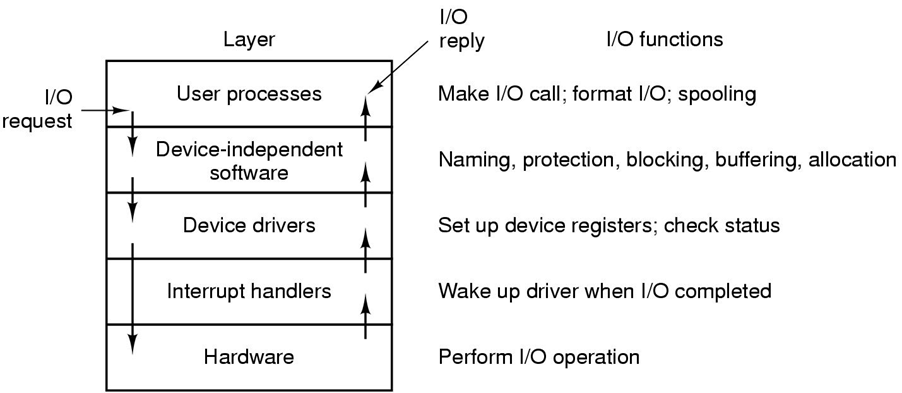 I/O
reply
Layer
I/O functions
I/O
request
User processes
Make I/O call; format I/O; spooling
Device-independent
software
Naming, protection, blocking, buffering, allocation
Device drivers
Set up device registers; check status
Interrupt handlers
Wake up driver when I/O completed
Hardware
Perform I/O operation